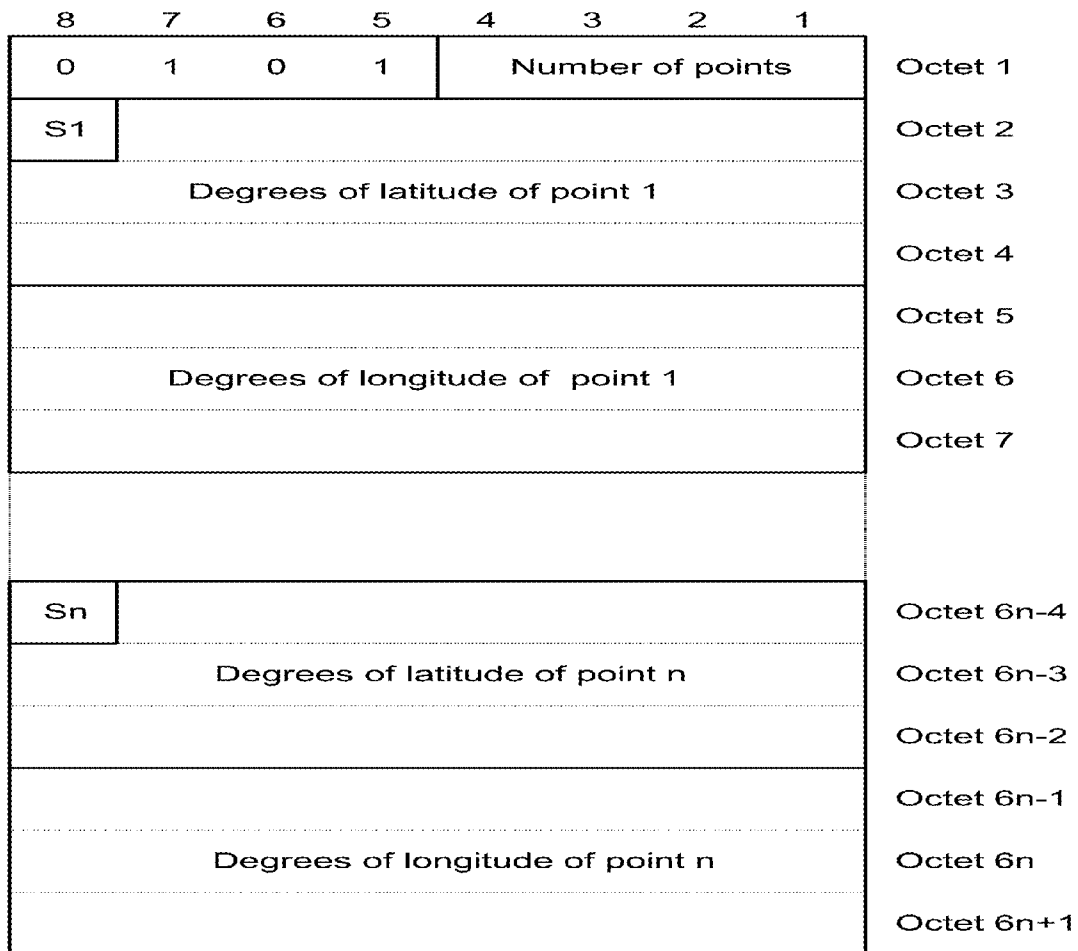 8 7 6 5 4 3 2 1
0 1 0 1 Number of points Octet 1
S1 Octet 2
Degrees of latitude of point 1 Octet 3
Octet 4
Octet 5
Degrees of longitude of point 1 Octet 6
Octet 7
Sn Octet 6n-4
Degrees of latitude of point n Octet 6n-3
Octet 6n-2
Octet 6n-1
Degrees of longitude of point n Octet 6n
Octet 6n+1